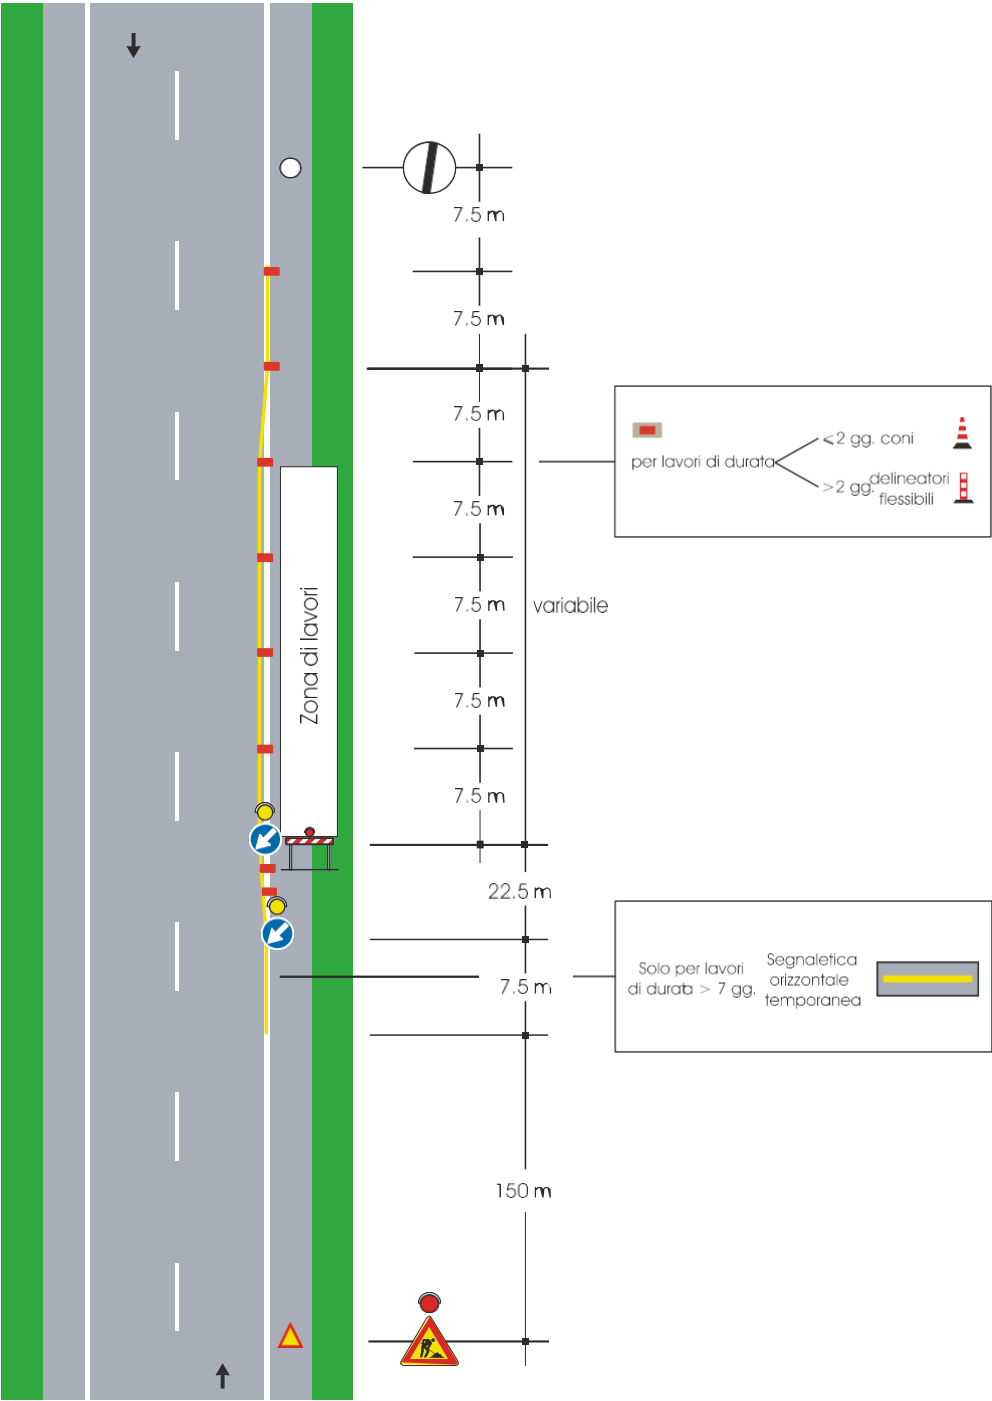 7.5 m
7.5 m
7.5 m
7.5 m
7.5 m
variabile
7.5 m
7.5 m
22.5 m
7.5 m
150 m
Zona di lavori
per lavori di durata
<2 gg. coni
>2 gg. delineatori
flessibili
Solo per lavori
di durata > 7 gg.
Segnaletica
orizzontale
temporanea